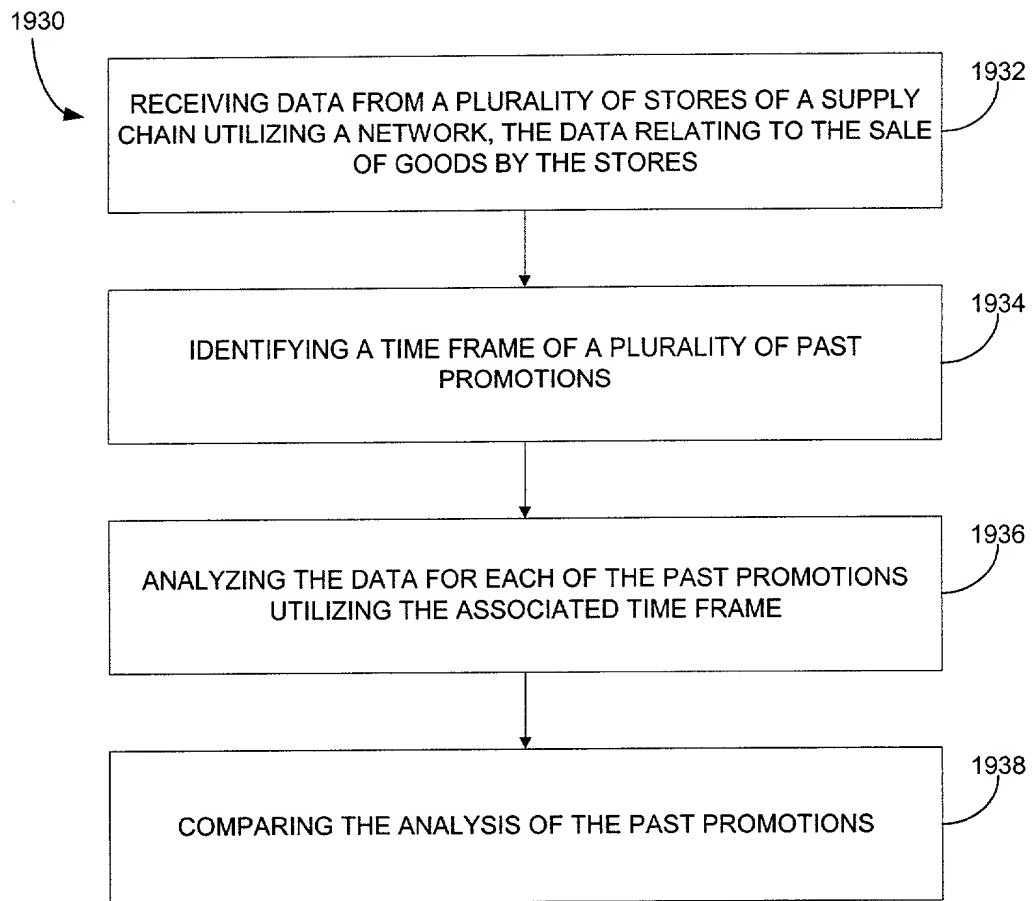 1930
1932
RECEIVING DATA FROM A PLURALITY OF STORES OF A SUPPLY
CHAIN UTILIZING A NETWORK, THE DATA RELATING TO THE SALE
OF GOODS BY THE STORES
1934
IDENTIFYING A TIME FRAME OF A PLURALITY OF PAST
PROMOTIONS
1936
ANALYZING THE DATA FOR EACH OF THE PAST PROMOTIONS
UTILIZING THE ASSOCIATED TIME FRAME
1938
COMPARING THE ANALYSIS OF THE PAST PROMOTIONS